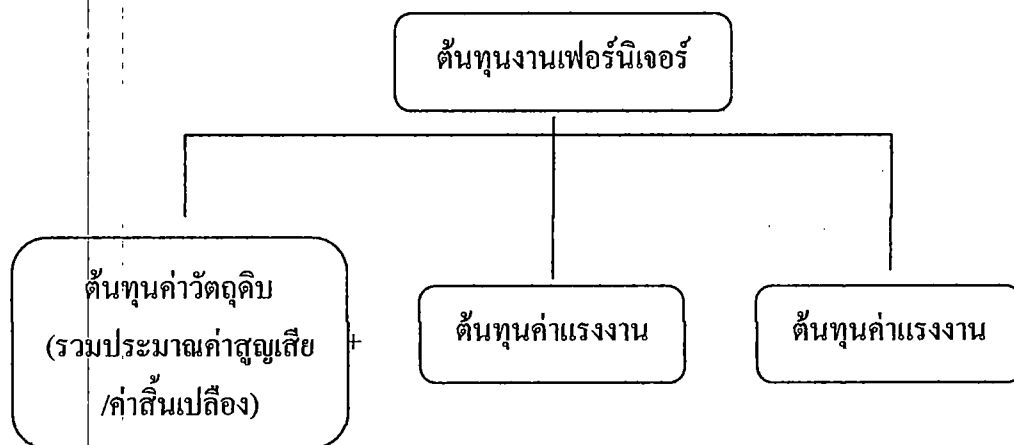 ต้นทุนงานเฟอร์นิเจอร์
ต้นทุนค่าวัตถุดิบ
(รวมประมาณค่าสูญเสีย
/ค่าสิ้นเปลือง)
+
ต้นทุนค่าแรงงาน
ต้นทุนค่าแรงงาน